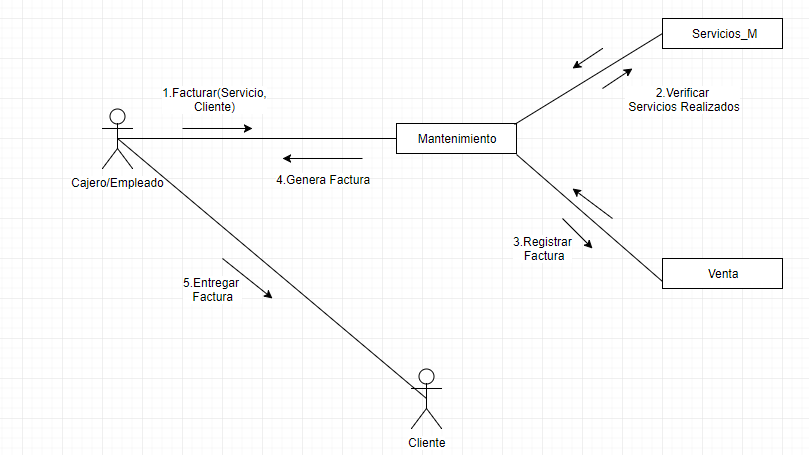 Servicios_M
1.Facturar(Servicio,
Cliente)
2.Verificar
Servicios Realizados
Mantenimiento
Cajero/Empleado
4.Genera Factura
3.Registrar
Factura
Venta
5.Entregar
Factura
Cliente